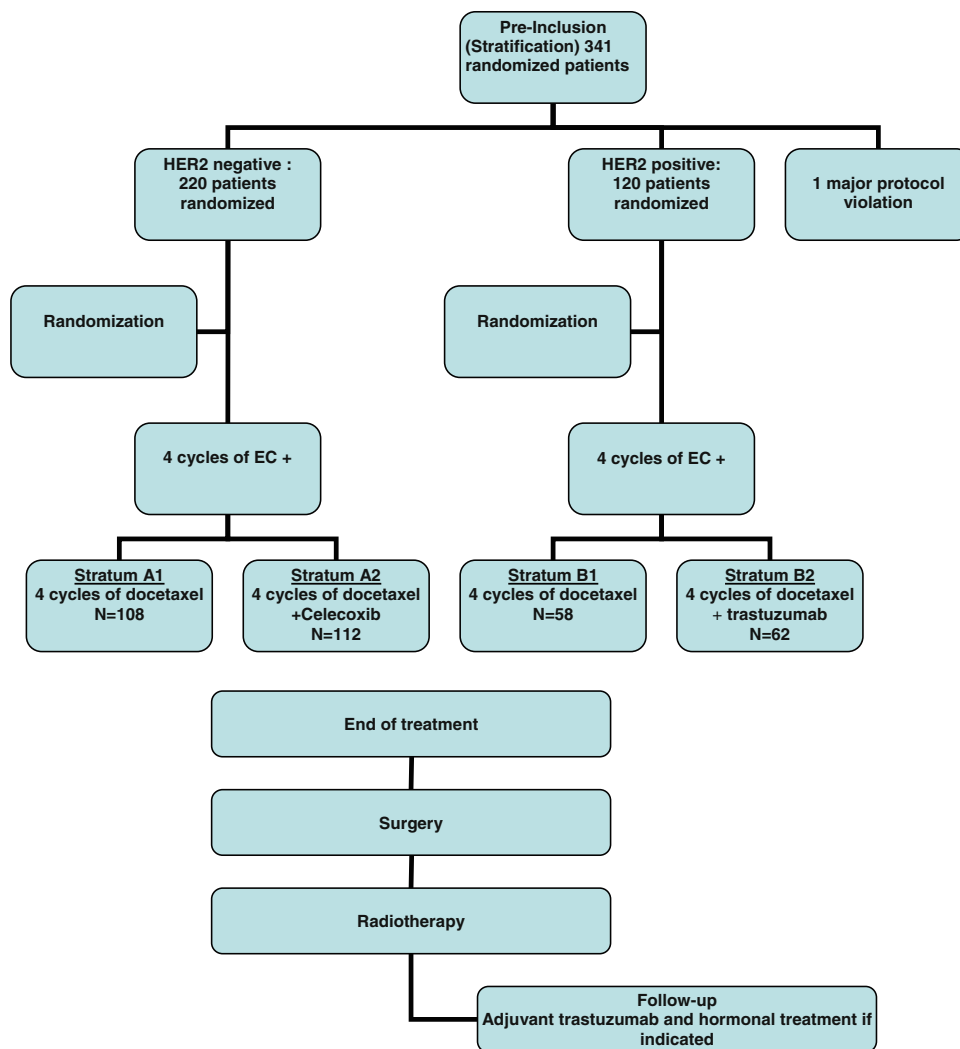 Pre-Inclusion
(Stratification) 341
randomized patients
HER2 negative :
220 patients
randomized
HER2 positive:
120 patients
randomized
1 major protocol
violation
Randomization
Randomization
4 cycles of EC +
4 cycles of EC +
Stratum A1
4 cycles of docetaxel
N=108
Stratum A2
4 cycles of docetaxel
+Celecoxib
N=112
Stratum B1
4 cycles of docetaxel
N=58
Stratum B2
4 cycles of docetaxel
+ trastuzumab
N=62
End of treatment
Surgery
Radiotherapy
Follow-up
Adjuvant trastuzumab and hormonal treatment if
indicated